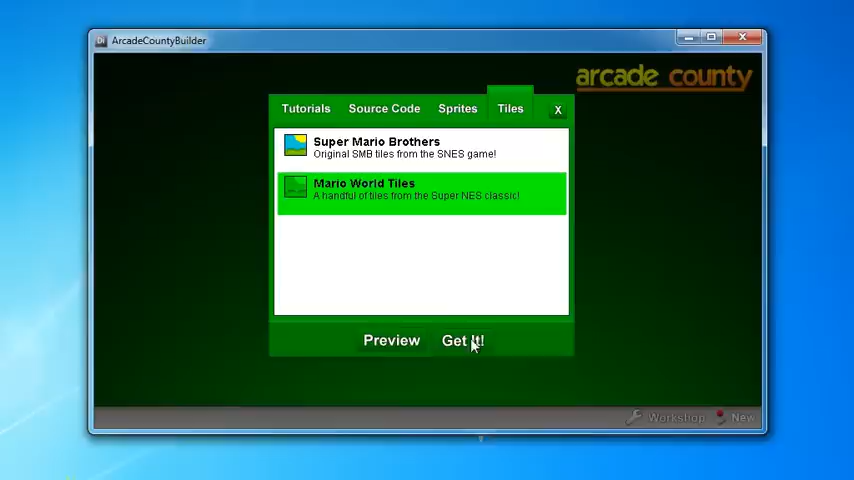 ArcadeCountyBuilder
arcade county
Tutorials Source Code Sprites Tiles X
Super Mario Brothers
Original SMB tiles from the SNES game!
Mario World Tiles
A handful of tiles from the Super NES classic!
Preview Get It!
Workshop New